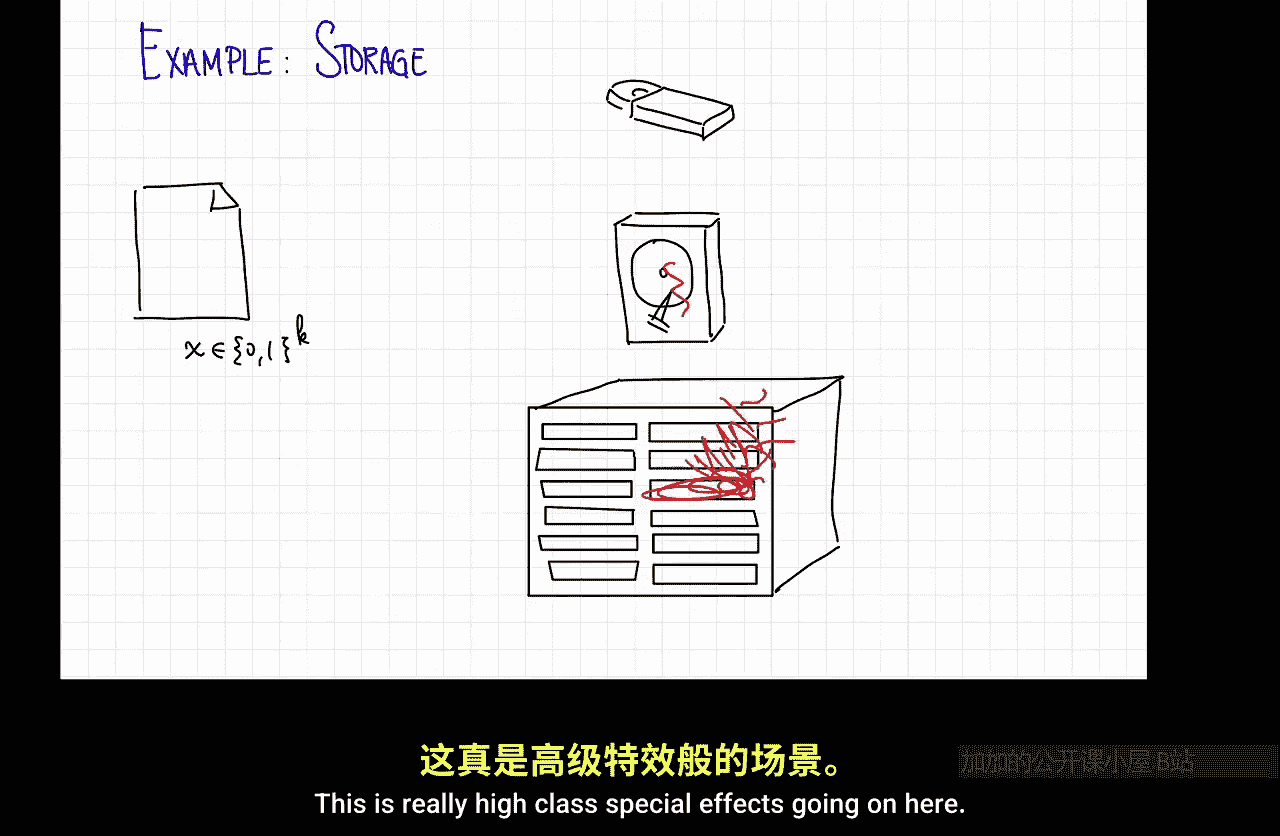 EXAMPLE: STORAGE
x ∈ {0,1}^k
这真是高级特效般的场景。
加加的公开课小屋 B站
This is really high class special effects going on here.